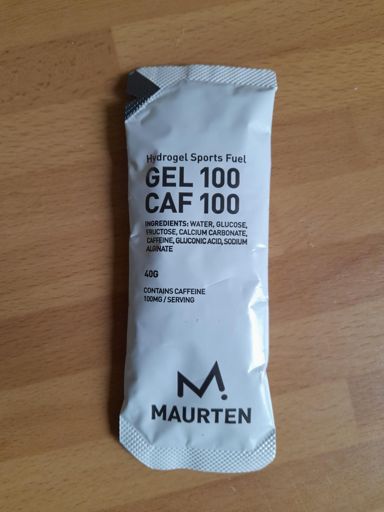 Hydrogel Sports Fuel
GEL 100
CAF 100
INGREDIENTS: WATER, GLUCOSE,
FRUCTOSE, CALCIUM CARBONATE,
CAFFEINE, GLUCONIC ACID, SODIUM
ALGINATE
40G
CONTAINS CAFFEINE
100MG / SERVING
MAURTEN